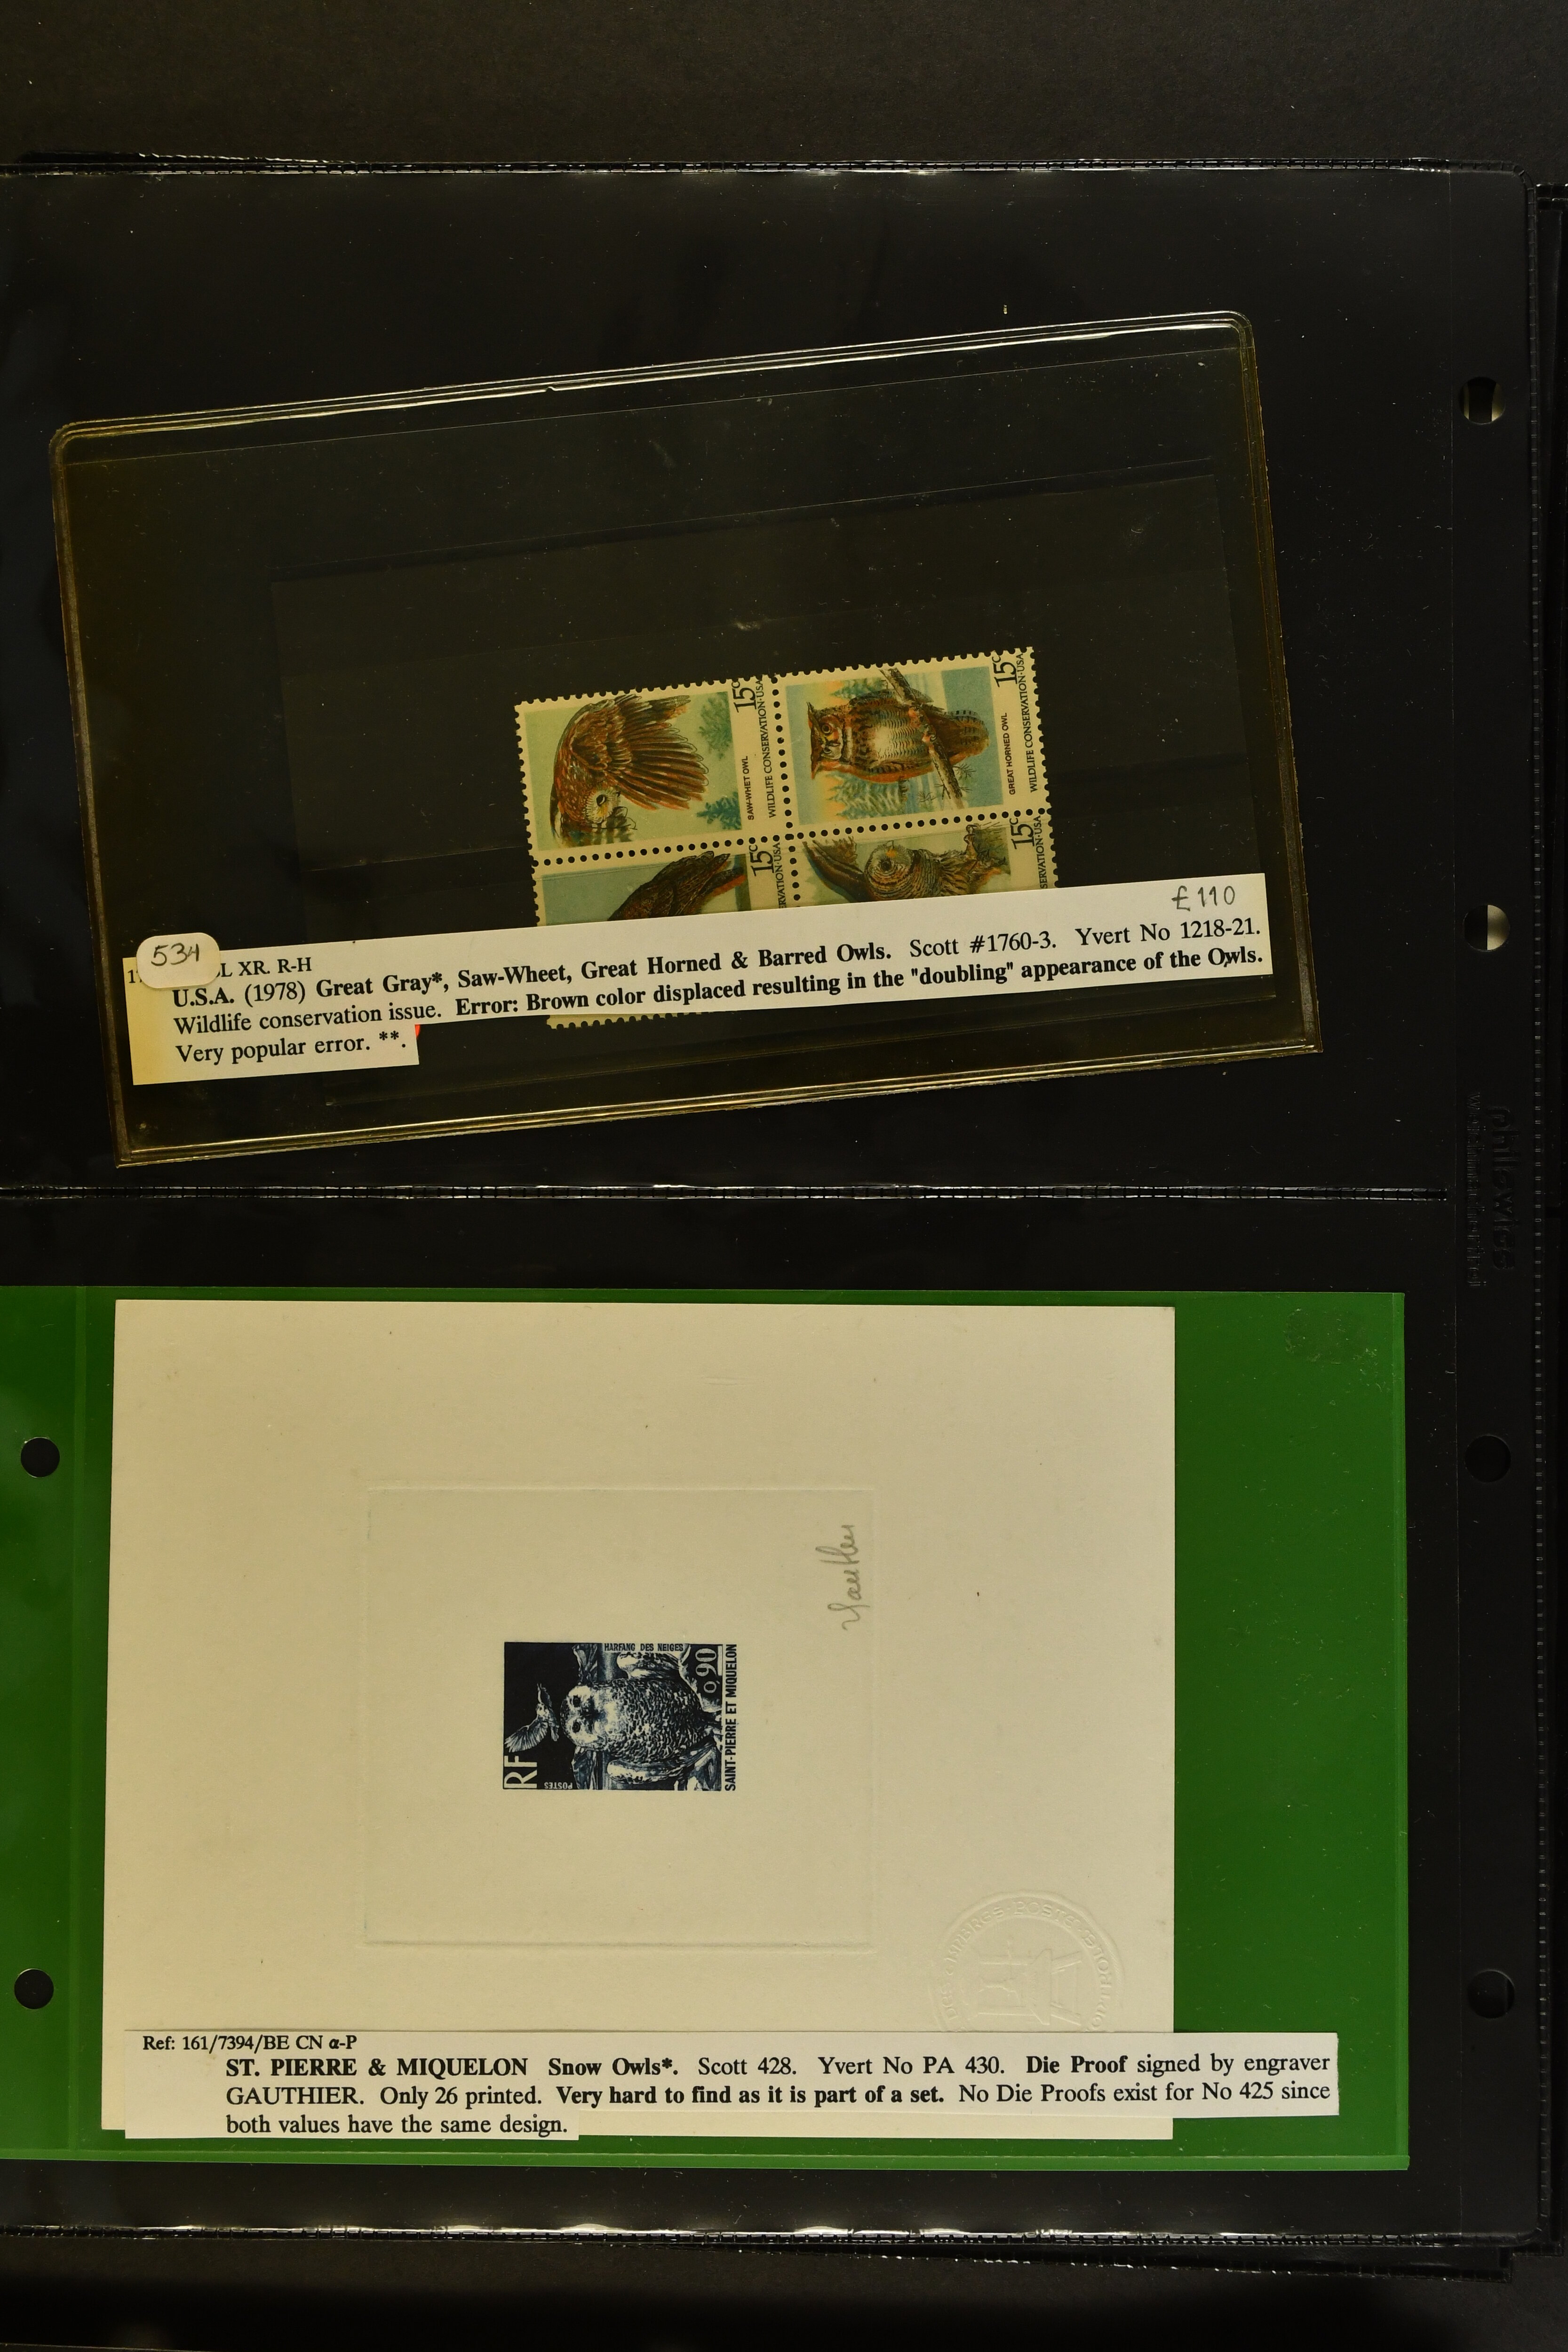 15c
SAW-WHET OWL
WILDLIFE CONSERVATION·USA
15c
GREAT HORNED OWL
WILDLIFE CONSERVATION·USA
15c
VATION·USA
15c
SERVATION·USA
£110
534
L XR. R-H
U.S.A. (1978) Great Gray*, Saw-Wheet, Great Horned & Barred Owls. Scott #1760-3. Yvert No 1218-21.
Wildlife conservation issue. Error: Brown color displaced resulting in the "doubling" appearance of the Owls.
Very popular error. **.
Gauthier
HARFANG DES NEIGES
0,90
RF
POSTES
SAINT-PIERRE ET MIQUELON
Ref: 161/7394/BE CN α-P
ST. PIERRE & MIQUELON Snow Owls*. Scott 428. Yvert No PA 430. Die Proof signed by engraver
GAUTHIER. Only 26 printed. Very hard to find as it is part of a set. No Die Proofs exist for No 425 since
both values have the same design.